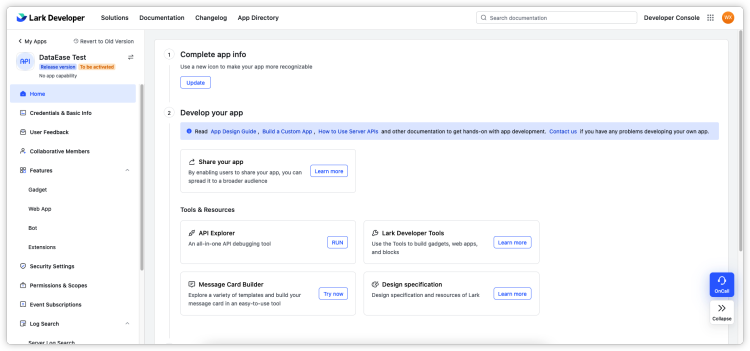 Lark Developer
Solutions
Documentation
Changelog
App Directory
Search documentation
Developer Console
WX
My Apps
Revert to Old Version
API
DataEase Test
Release version
To be activated
No app capability
Home
Credentials & Basic Info
User Feedback
Collaborative Members
Features
Gadget
Web App
Bot
Extensions
Security Settings
Permissions & Scopes
Event Subscriptions
Log Search
Server Log Search
1
Complete app info
Use a new icon to make your app more recognizable
Update
2
Develop your app
Read App Design Guide , Build a Custom App , How to Use Server APIs and other documentation to get hands-on with app development. Contact us if you have any problems developing your own app.
Share your app
By enabling users to share your app, you can
spread it to a broader audience
Learn more
Tools & Resources
API Explorer
An all-in-one API debugging tool
RUN
Lark Developer Tools
Use the Tools to build gadgets, web apps,
and blocks
Learn more
Message Card Builder
Explore a variety of templates and build your
message card in an easy-to-use tool
Try now
Design specification
Design specification and resources of Lark
Learn more
OnCall
Collapse